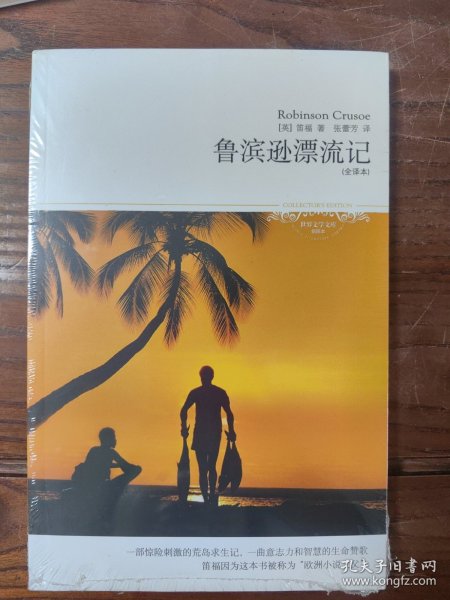 Robinson Crusoe
[英] 笛福 著 张蕾芳 译
鲁滨逊漂流记
(全译本)
COLLECTOR'S EDITION
世界文学文库
一部惊险刺激的荒岛求生记，一曲意志力和智慧的生命赞歌
笛福因为这本书被称为“欧洲小说
孔夫子旧书网